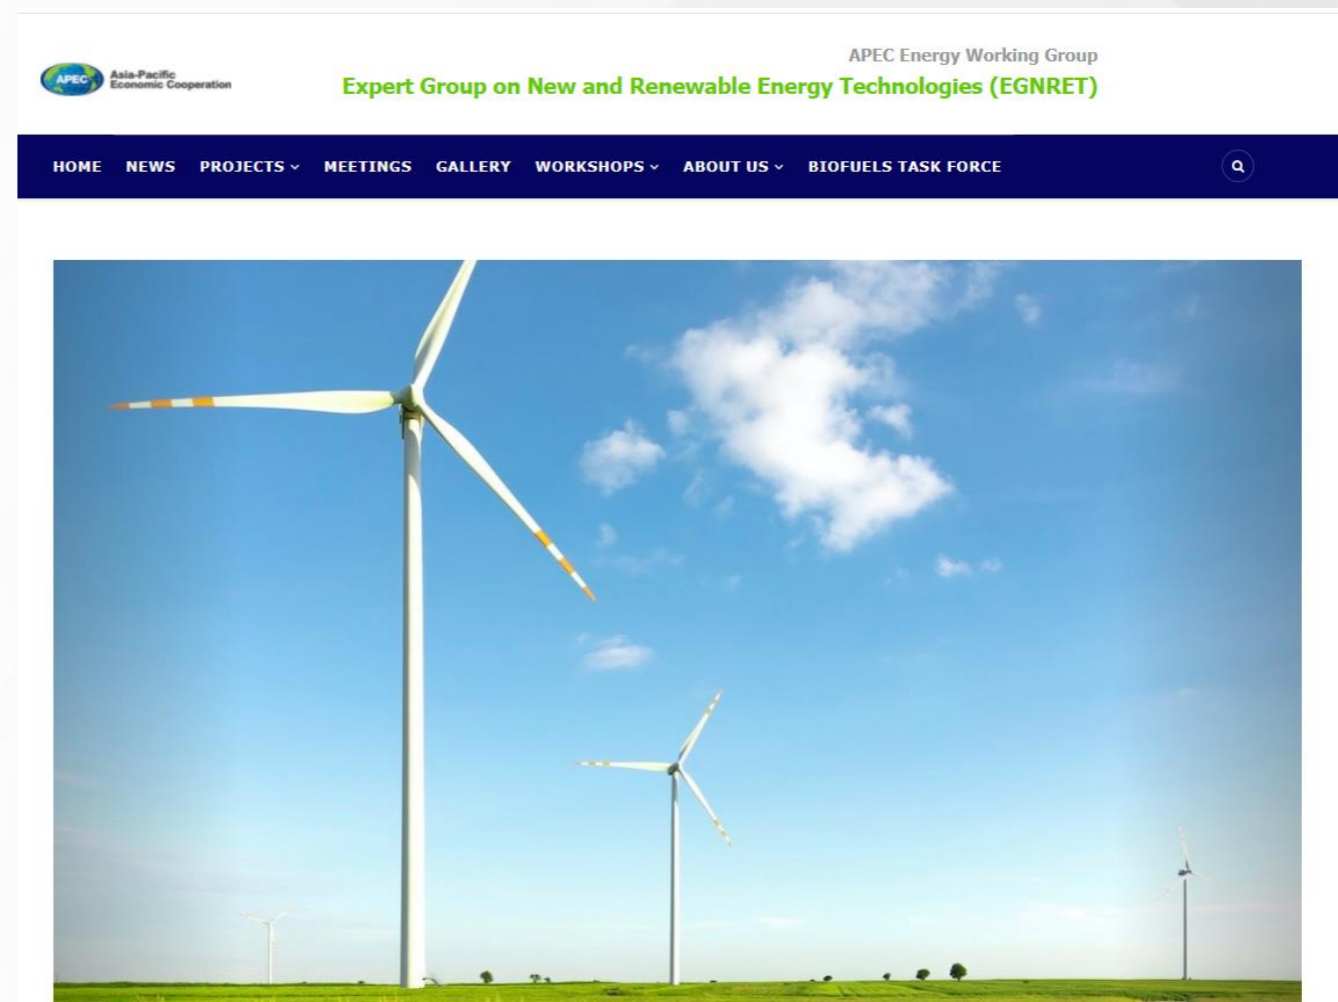 APEC
Asia-Pacific
Economic Cooperation
APEC Energy Working Group
Expert Group on New and Renewable Energy Technologies (EGNRET)
HOME NEWS PROJECTS MEETINGS GALLERY WORKSHOPS ABOUT US BIOFUELS TASK FORCE